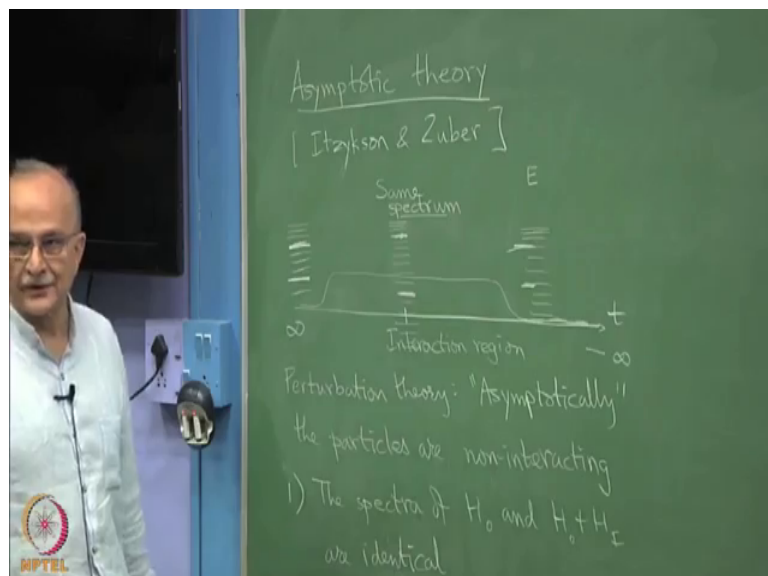 Asymptotic theory
[ Itzykson & Zuber ]
E
Same
spectrum
t
∞
Interaction region
- ∞
Perturbation theory: "Asymptotically"
the particles are non-interacting
1) The spectra of H₀ and H₀ + H_I
are identical
NPTEL